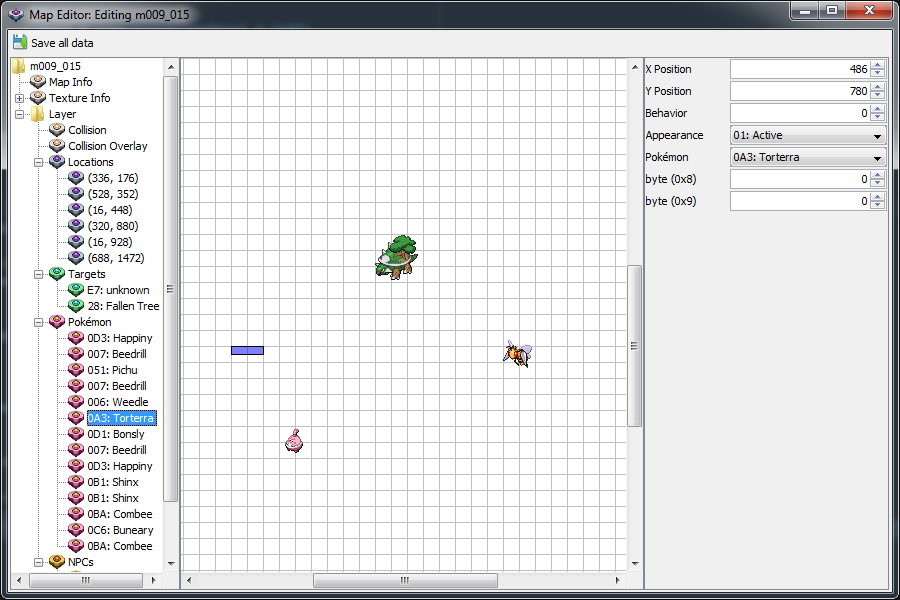 Map Editor: Editing m009_015
Save all data
m009_015
Map Info
Texture Info
Layer
Collision
Collision Overlay
Locations
(336, 176)
(528, 352)
(16, 448)
(320, 880)
(16, 928)
(688, 1472)
Targets
E7: unknown
28: Fallen Tree
Pokémon
0D3: Happiny
007: Beedrill
051: Pichu
007: Beedrill
006: Weedle
0A3: Torterra
0D1: Bonsly
007: Beedrill
0D3: Happiny
0B1: Shinx
0B1: Shinx
0BA: Combee
0C6: Buneary
0BA: Combee
NPCs
X Position 486
Y Position 780
Behavior 0
Appearance 01: Active
Pokémon 0A3: Torterra
byte (0x8) 0
byte (0x9) 0